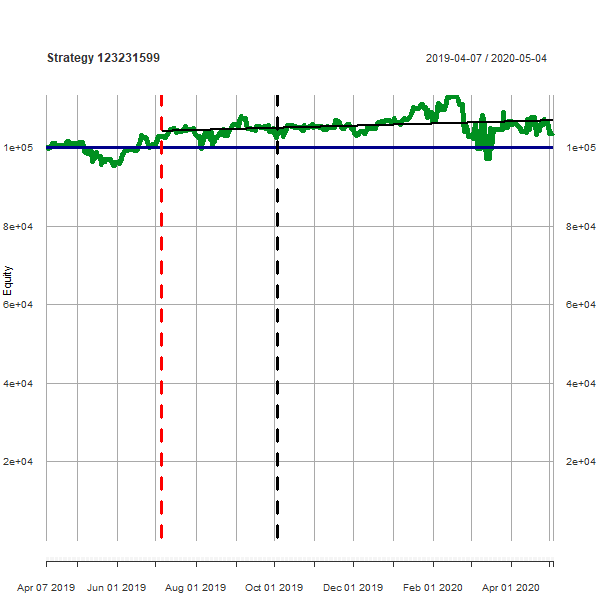 Strategy 123231599 2019-04-07 / 2020-05-04
1e+05 1e+05
8e+04 8e+04
Equity
6e+04 6e+04
4e+04 4e+04
2e+04 2e+04
Apr 07 2019 Jun 01 2019 Aug 01 2019 Oct 01 2019 Dec 01 2019 Feb 01 2020 Apr 01 2020